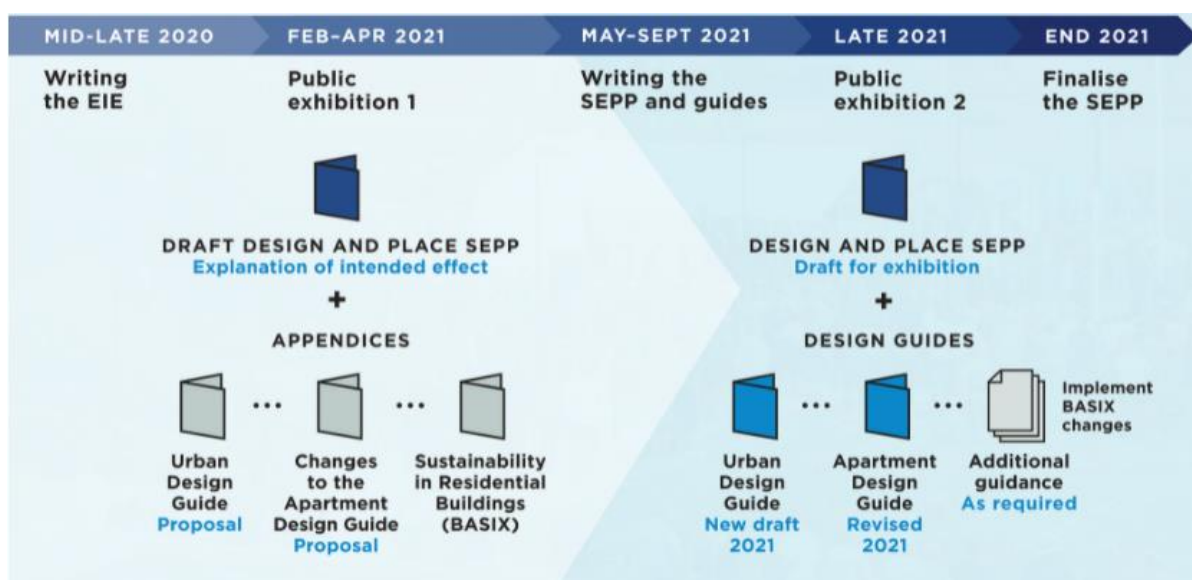 MID-LATE 2020
FEB–APR 2021
MAY–SEPT 2021
LATE 2021
END 2021
Writing
the EIE
Public
exhibition 1
Writing the
SEPP and guides
Public
exhibition 2
Finalise
the SEPP
DRAFT DESIGN AND PLACE SEPP
Explanation of intended effect
+
APPENDICES
Urban
Design
Guide
Proposal
...
Changes
to the
Apartment
Design Guide
Proposal
...
Sustainability
in Residential
Buildings
(BASIX)
DESIGN AND PLACE SEPP
Draft for exhibition
+
DESIGN GUIDES
Urban
Design
Guide
New draft
2021
...
Apartment
Design
Guide
Revised
2021
...
Additional
guidance
As required
Implement
BASIX
changes